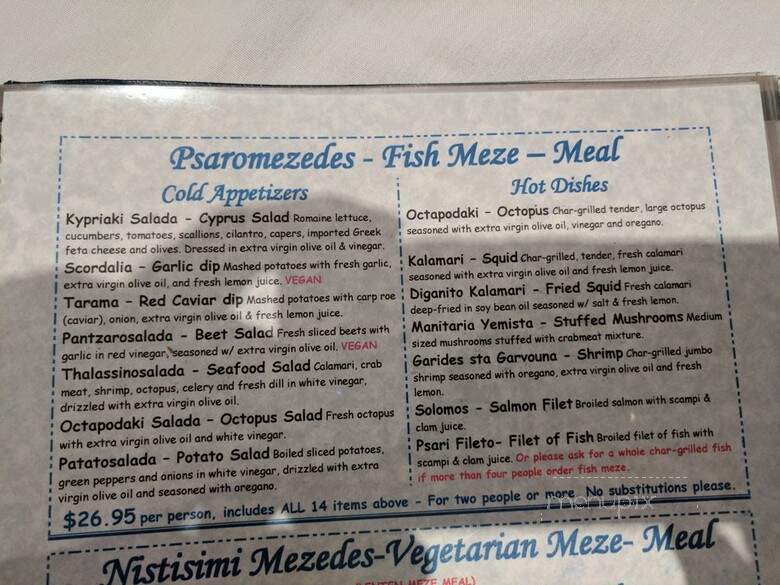 Psaromezedes - Fish Meze – Meal
Cold Appetizers
Kypriaki Salada - Cyprus Salad Romaine lettuce,
cucumbers, tomatoes, scallions, cilantro, capers, imported Greek
feta cheese and olives. Dressed in extra virgin olive oil & vinegar.
Scordalia – Garlic dip Mashed potatoes with fresh garlic,
extra virgin olive oil, and fresh lemon juice. VEGAN
Tarama - Red Caviar dip Mashed potatoes with carp roe
(caviar), onion, extra virgin olive oil & fresh lemon juice.
Pantzarosalada - Beet Salad Fresh sliced beets with
garlic in red vinegar, seasoned w/ extra virgin olive oil. VEGAN
Thalassinosalada - Seafood Salad Calamari, crab
meat, shrimp, octopus, celery and fresh dill in white vinegar,
drizzled with extra virgin olive oil.
Octapodaki Salada - Octopus Salad Fresh octopus
with extra virgin olive oil and white vinegar.
Patatosalada - Potato Salad Boiled sliced potatoes,
green peppers and onions in white vinegar, drizzled with extra
virgin olive oil and seasoned with oregano.
Hot Dishes
Octapodaki - Octopus Char-grilled tender, large octopus
seasoned with extra virgin olive oil, vinegar and oregano.
Kalamari - Squid Char-grilled, tender, fresh calamari
seasoned with extra virgin olive oil and fresh lemon juice.
Diganito Kalamari - Fried Squid Fresh calamari
deep-fried in soy bean oil seasoned w/ salt & fresh lemon.
Manitaria Yemista - Stuffed Mushrooms Medium
sized mushrooms stuffed with crabmeat mixture.
Garides sta Garvouna - Shrimp Char-grilled jumbo
shrimp seasoned with oregano, extra virgin olive oil and fresh
lemon.
Solomos - Salmon Filet Broiled salmon with scampi &
clam juice.
Psari Fileto- Filet of Fish Broiled filet of fish with
scampi & clam juice. Or please ask for a whole char-grilled fish
if more than four people order fish meze.
$26.95 per person, includes ALL 14 items above - For two people or more No substitutions please.
menupix
Nistisimi Mezedes-Vegetarian Meze- Meal
(LENTEN MEZE MEAL)